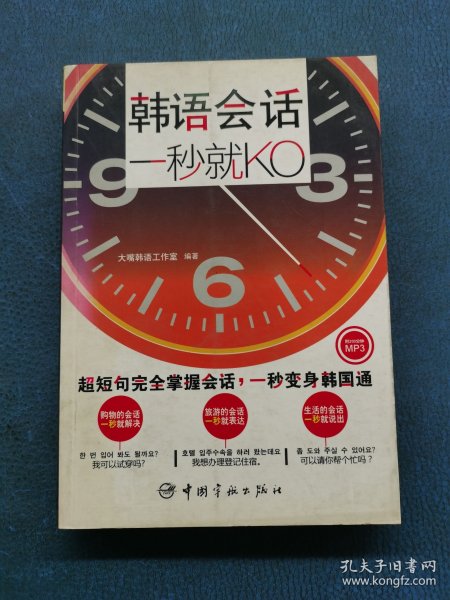 韩语会话
一秒就KO
9
3
6
大嘴韩语工作室 编著
MP3
超短句完全掌握会话，一秒变身韩国通
购物的会话
一秒就解决
旅游的会话
一秒就表达
生活的会话
一秒就说出
한 번 입어 봐도 될까요?
我可以试穿吗？
호텔 입주수속을 하러 왔는데요
我想办理登记住宿。
좀 도와 주실 수 있어요?
可以请你帮个忙吗？
中国宇航出版社
孔夫子旧书网
www.kongfz.com